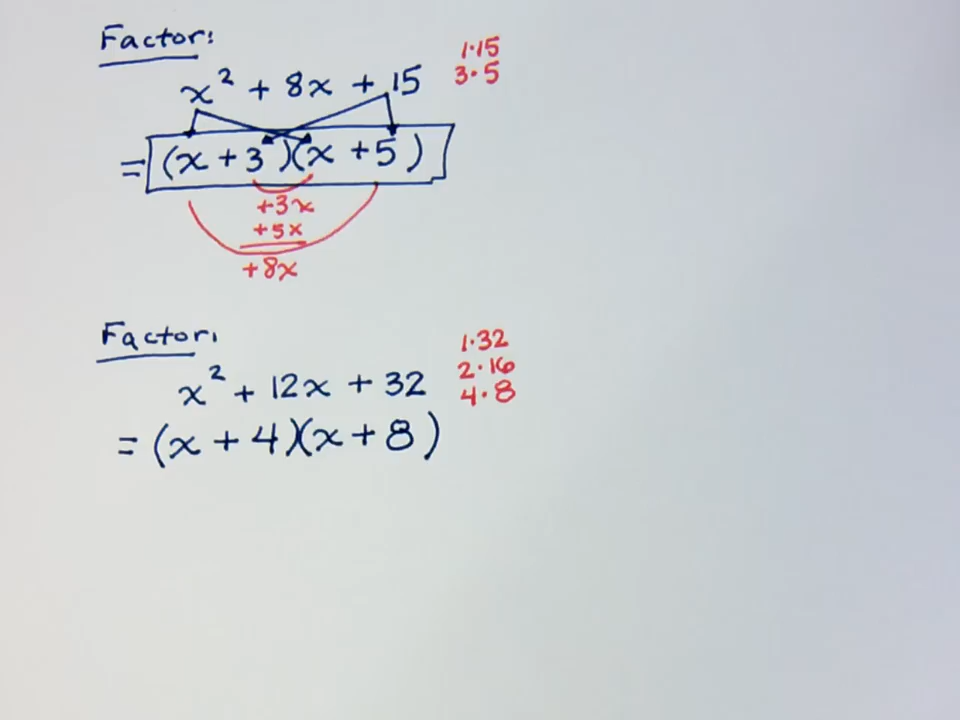 Factor:
x² + 8x + 15
1·15
3·5
= (x + 3)(x + 5)
+3x
+5x
+8x
Factor:
x² + 12x + 32
1·32
2·16
4·8
= (x + 4)(x + 8)